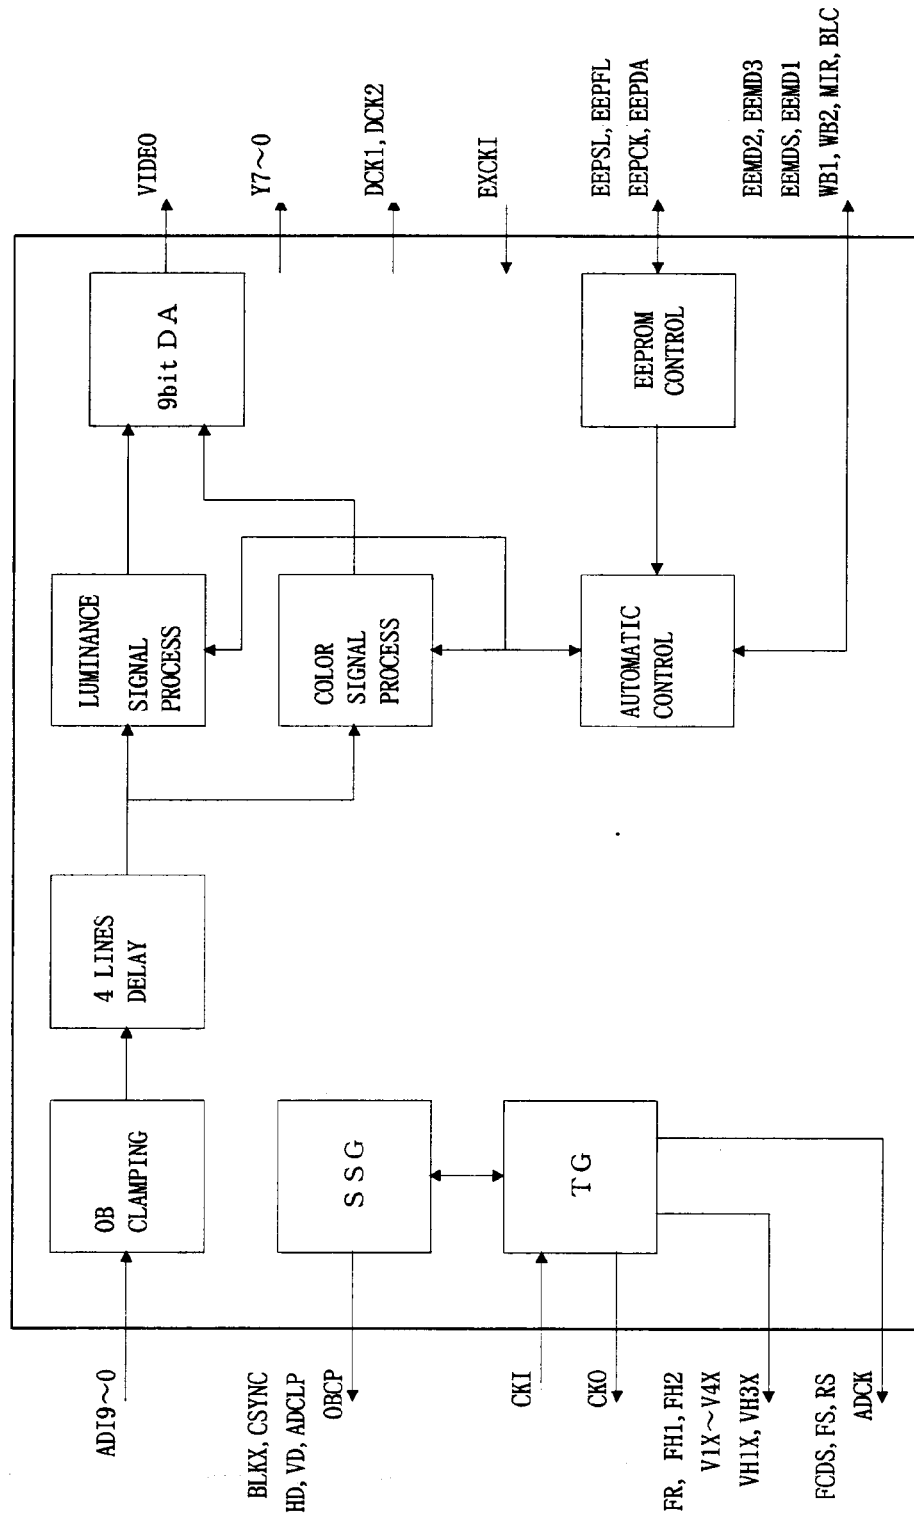 ADI9～0
OB
CLAMPING
4 LINES
DELAY
LUMINANCE
SIGNAL
PROCESS
9bit DA
VIDEO
Y7～0
DCK1, DCK2
EXCKI
BLKX, CSYNC
HD, VD, ADCLP
OBCP
SSG
COLOR
SIGNAL
PROCESS
CKI
CKO
TG
AUTOMATIC
CONTROL
EEPROM
CONTROL
EEPSL, EEPFL
EEPCK, EEPDA
FR, FH1, FH2
V1X～V4X
VH1X, VH3X
FCDS, FS, RS
ADCK
EEMD2, EEMD3
EEMDS, EEMD1
WB1, WB2, MIR, BLC